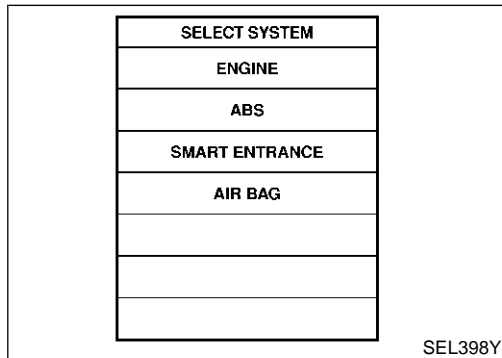 SELECT SYSTEM
ENGINE
ABS
SMART ENTRANCE
AIR BAG
SEL398Y